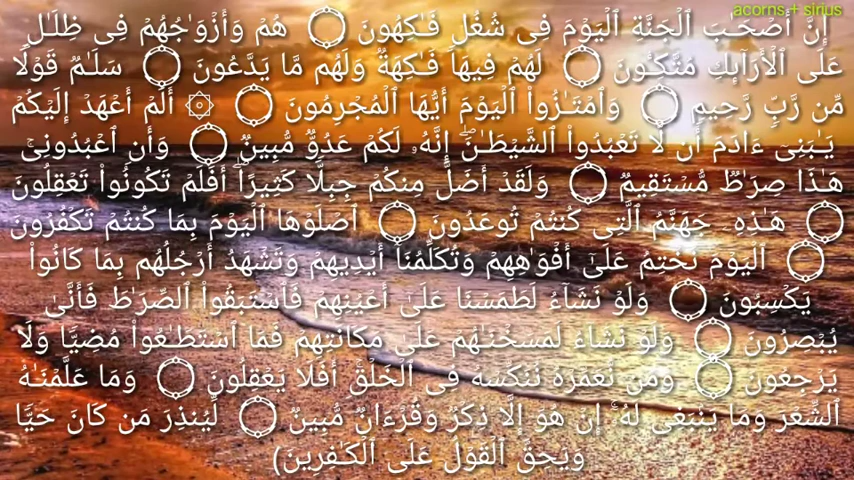 acorns + sirius
إِنَّ أَصْحَٰبَ ٱلْجَنَّةِ ٱلْيَوْمَ فِى شُغُلٍ فَٰكِهُونَ ۝ هُمْ وَأَزْوَٰجُهُمْ فِى ظِلَٰلٍ
عَلَى ٱلْأَرَآئِكِ مُتَّكِـُٔونَ ۝ لَهُمْ فِيهَا فَٰكِهَةٌ وَلَهُم مَّا يَدَّعُونَ ۝ سَلَٰمٌ قَوْلًا
مِّن رَّبٍّ رَّحِيمٍ ۝ وَٱمْتَٰزُوا۟ ٱلْيَوْمَ أَيُّهَا ٱلْمُجْرِمُونَ ۝ ۞ أَلَمْ أَعْهَدْ إِلَيْكُمْ
يَٰبَنِىٓ ءَادَمَ أَن لَّا تَعْبُدُوا۟ ٱلشَّيْطَٰنَ ۖ إِنَّهُۥ لَكُمْ عَدُوٌّ مُّبِينٌ ۝ وَأَنِ ٱعْبُدُونِى ۚ
هَٰذَا صِرَٰطٌ مُّسْتَقِيمٌ ۝ وَلَقَدْ أَضَلَّ مِنكُمْ جِبِلًّا كَثِيرًا ۖ أَفَلَمْ تَكُونُوا۟ تَعْقِلُونَ
۝ هَٰذِهِۦ جَهَنَّمُ ٱلَّتِى كُنتُمْ تُوعَدُونَ ۝ ٱصْلَوْهَا ٱلْيَوْمَ بِمَا كُنتُمْ تَكْفُرُونَ
۝ ٱلْيَوْمَ نَخْتِمُ عَلَىٰٓ أَفْوَٰهِهِمْ وَتُكَلِّمُنَآ أَيْدِيهِمْ وَتَشْهَدُ أَرْجُلُهُم بِمَا كَانُوا۟
يَكْسِبُونَ ۝ وَلَوْ نَشَآءُ لَطَمَسْنَا عَلَىٰٓ أَعْيُنِهِمْ فَٱسْتَبَقُوا۟ ٱلصِّرَٰطَ فَأَنَّىٰ
يُبْصِرُونَ ۝ وَلَوْ نَشَآءُ لَمَسَخْنَٰهُمْ عَلَىٰ مَكَانَتِهِمْ فَمَا ٱسْتَطَٰعُوا۟ مُضِيًّا وَلَا
يَرْجِعُونَ ۝ وَمَن نُّعَمِّرْهُ نُنَكِّسْهُ فِى ٱلْخَلْقِ ۖ أَفَلَا يَعْقِلُونَ ۝ وَمَا عَلَّمْنَٰهُ
ٱلشِّعْرَ وَمَا يَنۢبَغِى لَهُۥٓ ۚ إِنْ هُوَ إِلَّا ذِكْرٌ وَقُرْءَانٌ مُّبِينٌ ۝ لِّيُنذِرَ مَن كَانَ حَيًّا
وَيَحِقَّ ٱلْقَوْلُ عَلَى ٱلْكَٰفِرِينَ)